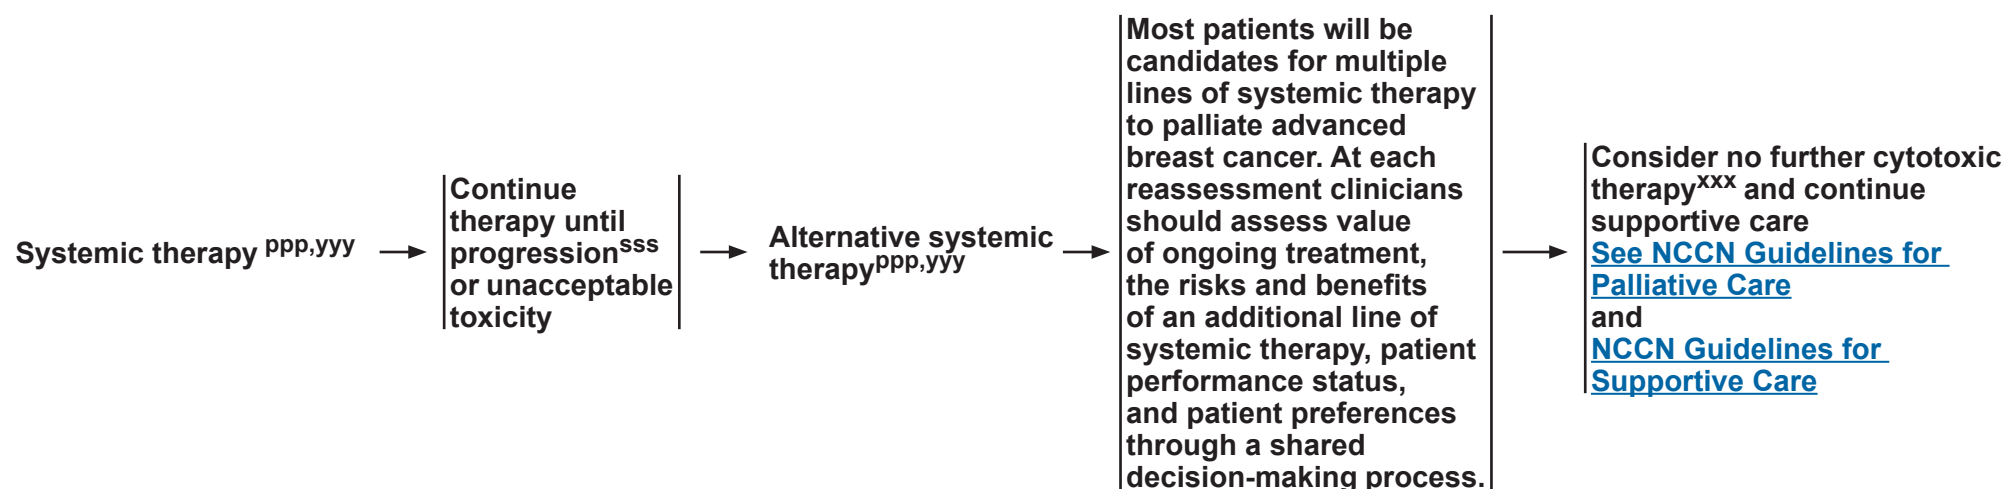 Systemic therapy ppp,yyy
Continue
therapy until
progressionsss
or unacceptable
toxicity
Alternative systemic
therapyppp,yyy
Most patients will be
candidates for multiple
lines of systemic therapy
to palliate advanced
breast cancer. At each
reassessment clinicians
should assess value
of ongoing treatment,
the risks and benefits
of an additional line of
systemic therapy, patient
performance status,
and patient preferences
through a shared
decision-making process.
Consider no further cytotoxic
therapyxxx and continue
supportive care
See NCCN Guidelines for
Palliative Care
and
NCCN Guidelines for
Supportive Care